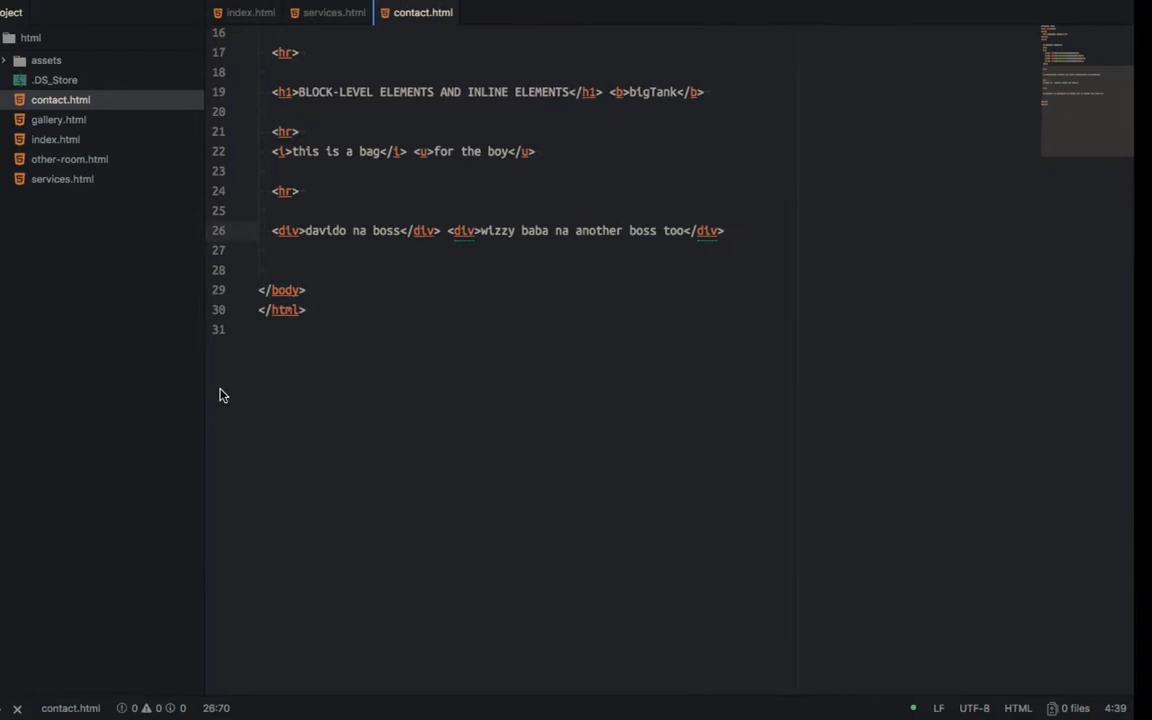 oject
index.html
services.html
contact.html
html
assets
.DS_Store
contact.html
gallery.html
index.html
other-room.html
services.html
16
17 <hr>
18
19 <h1>BLOCK-LEVEL ELEMENTS AND INLINE ELEMENTS</h1> <b>bigTank</b>
20
21 <hr>
22 <i>this is a bag</i> <u>for the boy</u>
23
24 <hr>
25
26 <div>davido na boss</div> <div>wizzy baba na another boss too</div>
27
28
29 </body>
30 </html>
31
contact.html 0 0 0 26:70 LF UTF-8 HTML 0 files 4:39